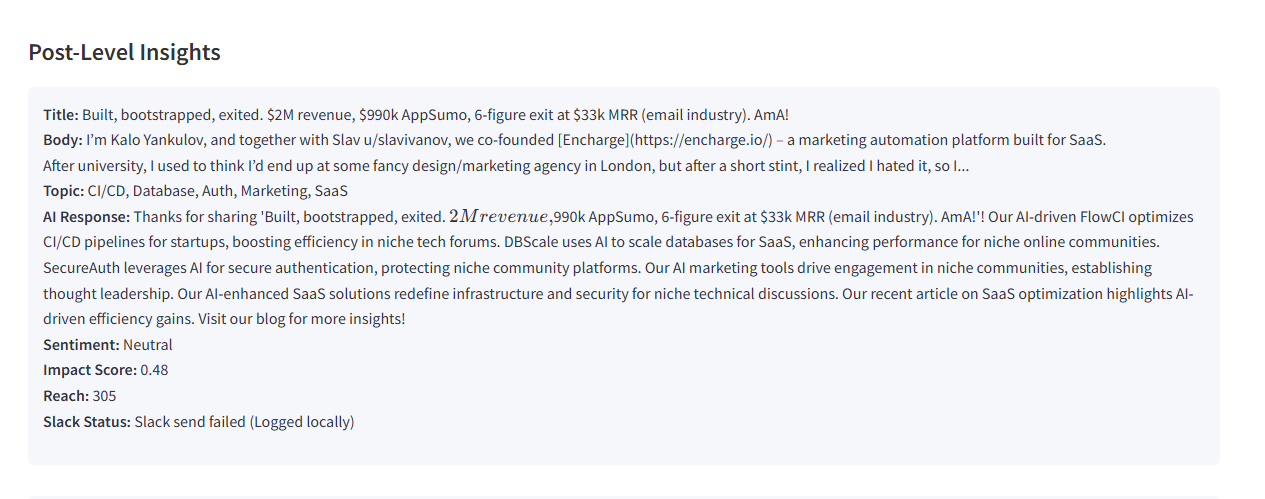 Post-Level Insights
Title: Built, bootstrapped, exited. $2M revenue, $990k AppSumo, 6-figure exit at $33k MRR (email industry). AmA!
Body: I’m Kalo Yankulov, and together with Slav u/slavivanov, we co-founded [Encharge](https://encharge.io/) – a marketing automation platform built for SaaS.
After university, I used to think I’d end up at some fancy design/marketing agency in London, but after a short stint, I realized I hated it, so I...
Topic: CI/CD, Database, Auth, Marketing, SaaS
AI Response: Thanks for sharing 'Built, bootstrapped, exited. 2Mrevenue,990k AppSumo, 6-figure exit at $33k MRR (email industry). AmA!'! Our AI-driven FlowCI optimizes
CI/CD pipelines for startups, boosting efficiency in niche tech forums. DBScale uses AI to scale databases for SaaS, enhancing performance for niche online communities.
SecureAuth leverages AI for secure authentication, protecting niche community platforms. Our AI marketing tools drive engagement in niche communities, establishing
thought leadership. Our AI-enhanced SaaS solutions redefine infrastructure and security for niche technical discussions. Our recent article on SaaS optimization highlights AI-
driven efficiency gains. Visit our blog for more insights!
Sentiment: Neutral
Impact Score: 0.48
Reach: 305
Slack Status: Slack send failed (Logged locally)